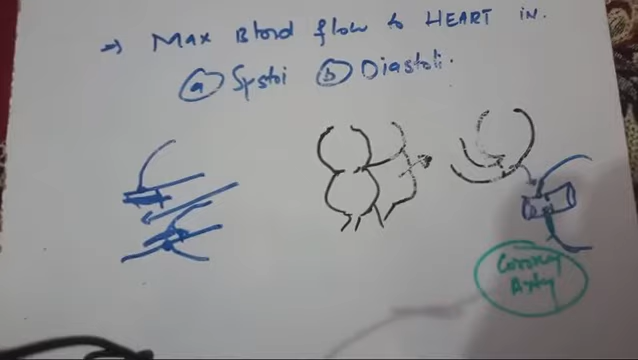 ⇒ Max Blood flow to HEART in.
(a) Systoli (b) Diastoli.
Coronary
Artery